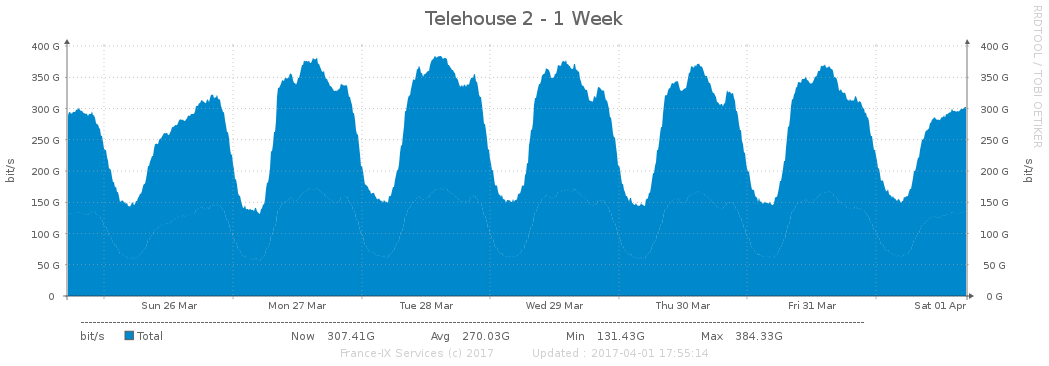 Telehouse 2 - 1 Week
RRDTOOL / TOBI OETIKER
400 G 400 G
350 G 350 G
300 G 300 G
250 G 250 G
200 G 200 G
150 G 150 G
100 G 100 G
50 G 50 G
0 0 G
bit/s bit/s
Sun 26 Mar Mon 27 Mar Tue 28 Mar Wed 29 Mar Thu 30 Mar Fri 31 Mar Sat 01 Apr
bit/s Total Now 307.41G Avg 270.03G Min 131.43G Max 384.33G
France-IX Services (c) 2017 Updated : 2017-04-01 17:55:14